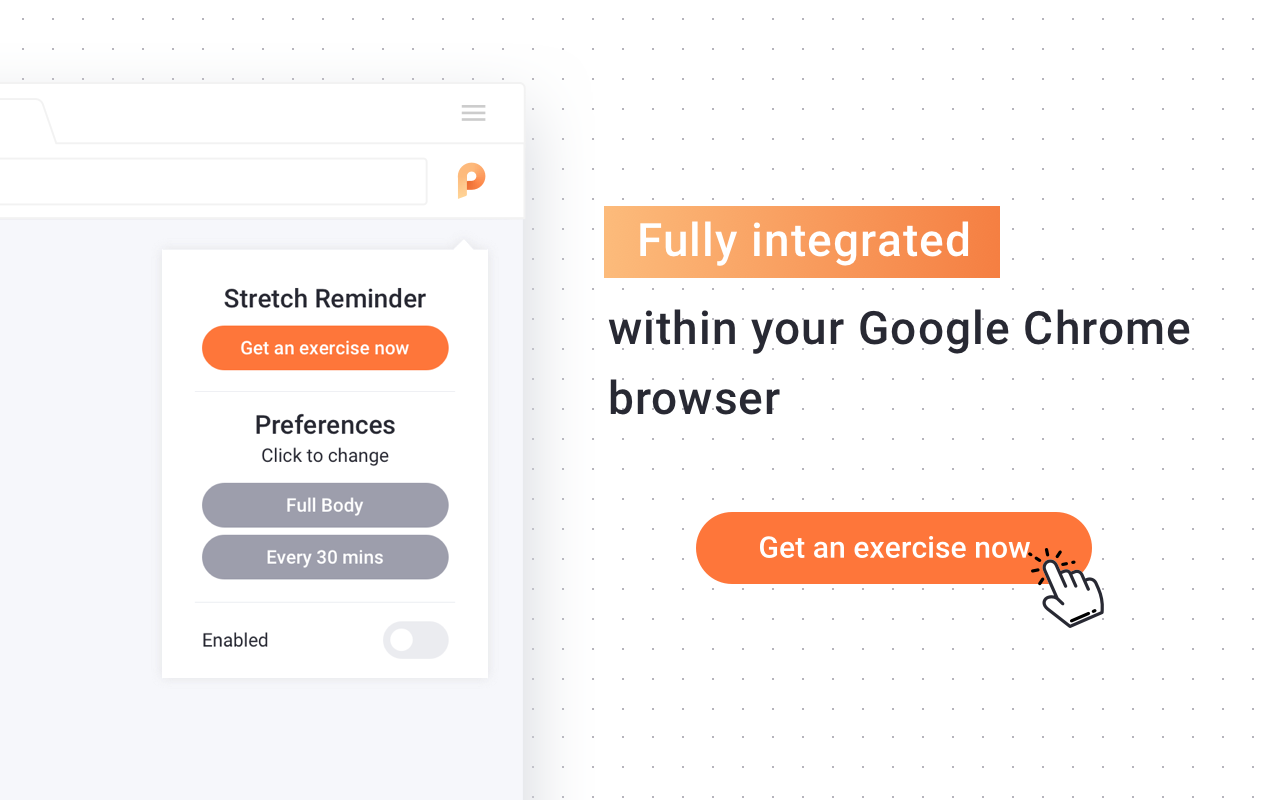 Stretch Reminder
Get an exercise now
Preferences
Click to change
Full Body
Every 30 mins
Enabled
Fully integrated
within your Google Chrome
browser
Get an exercise now